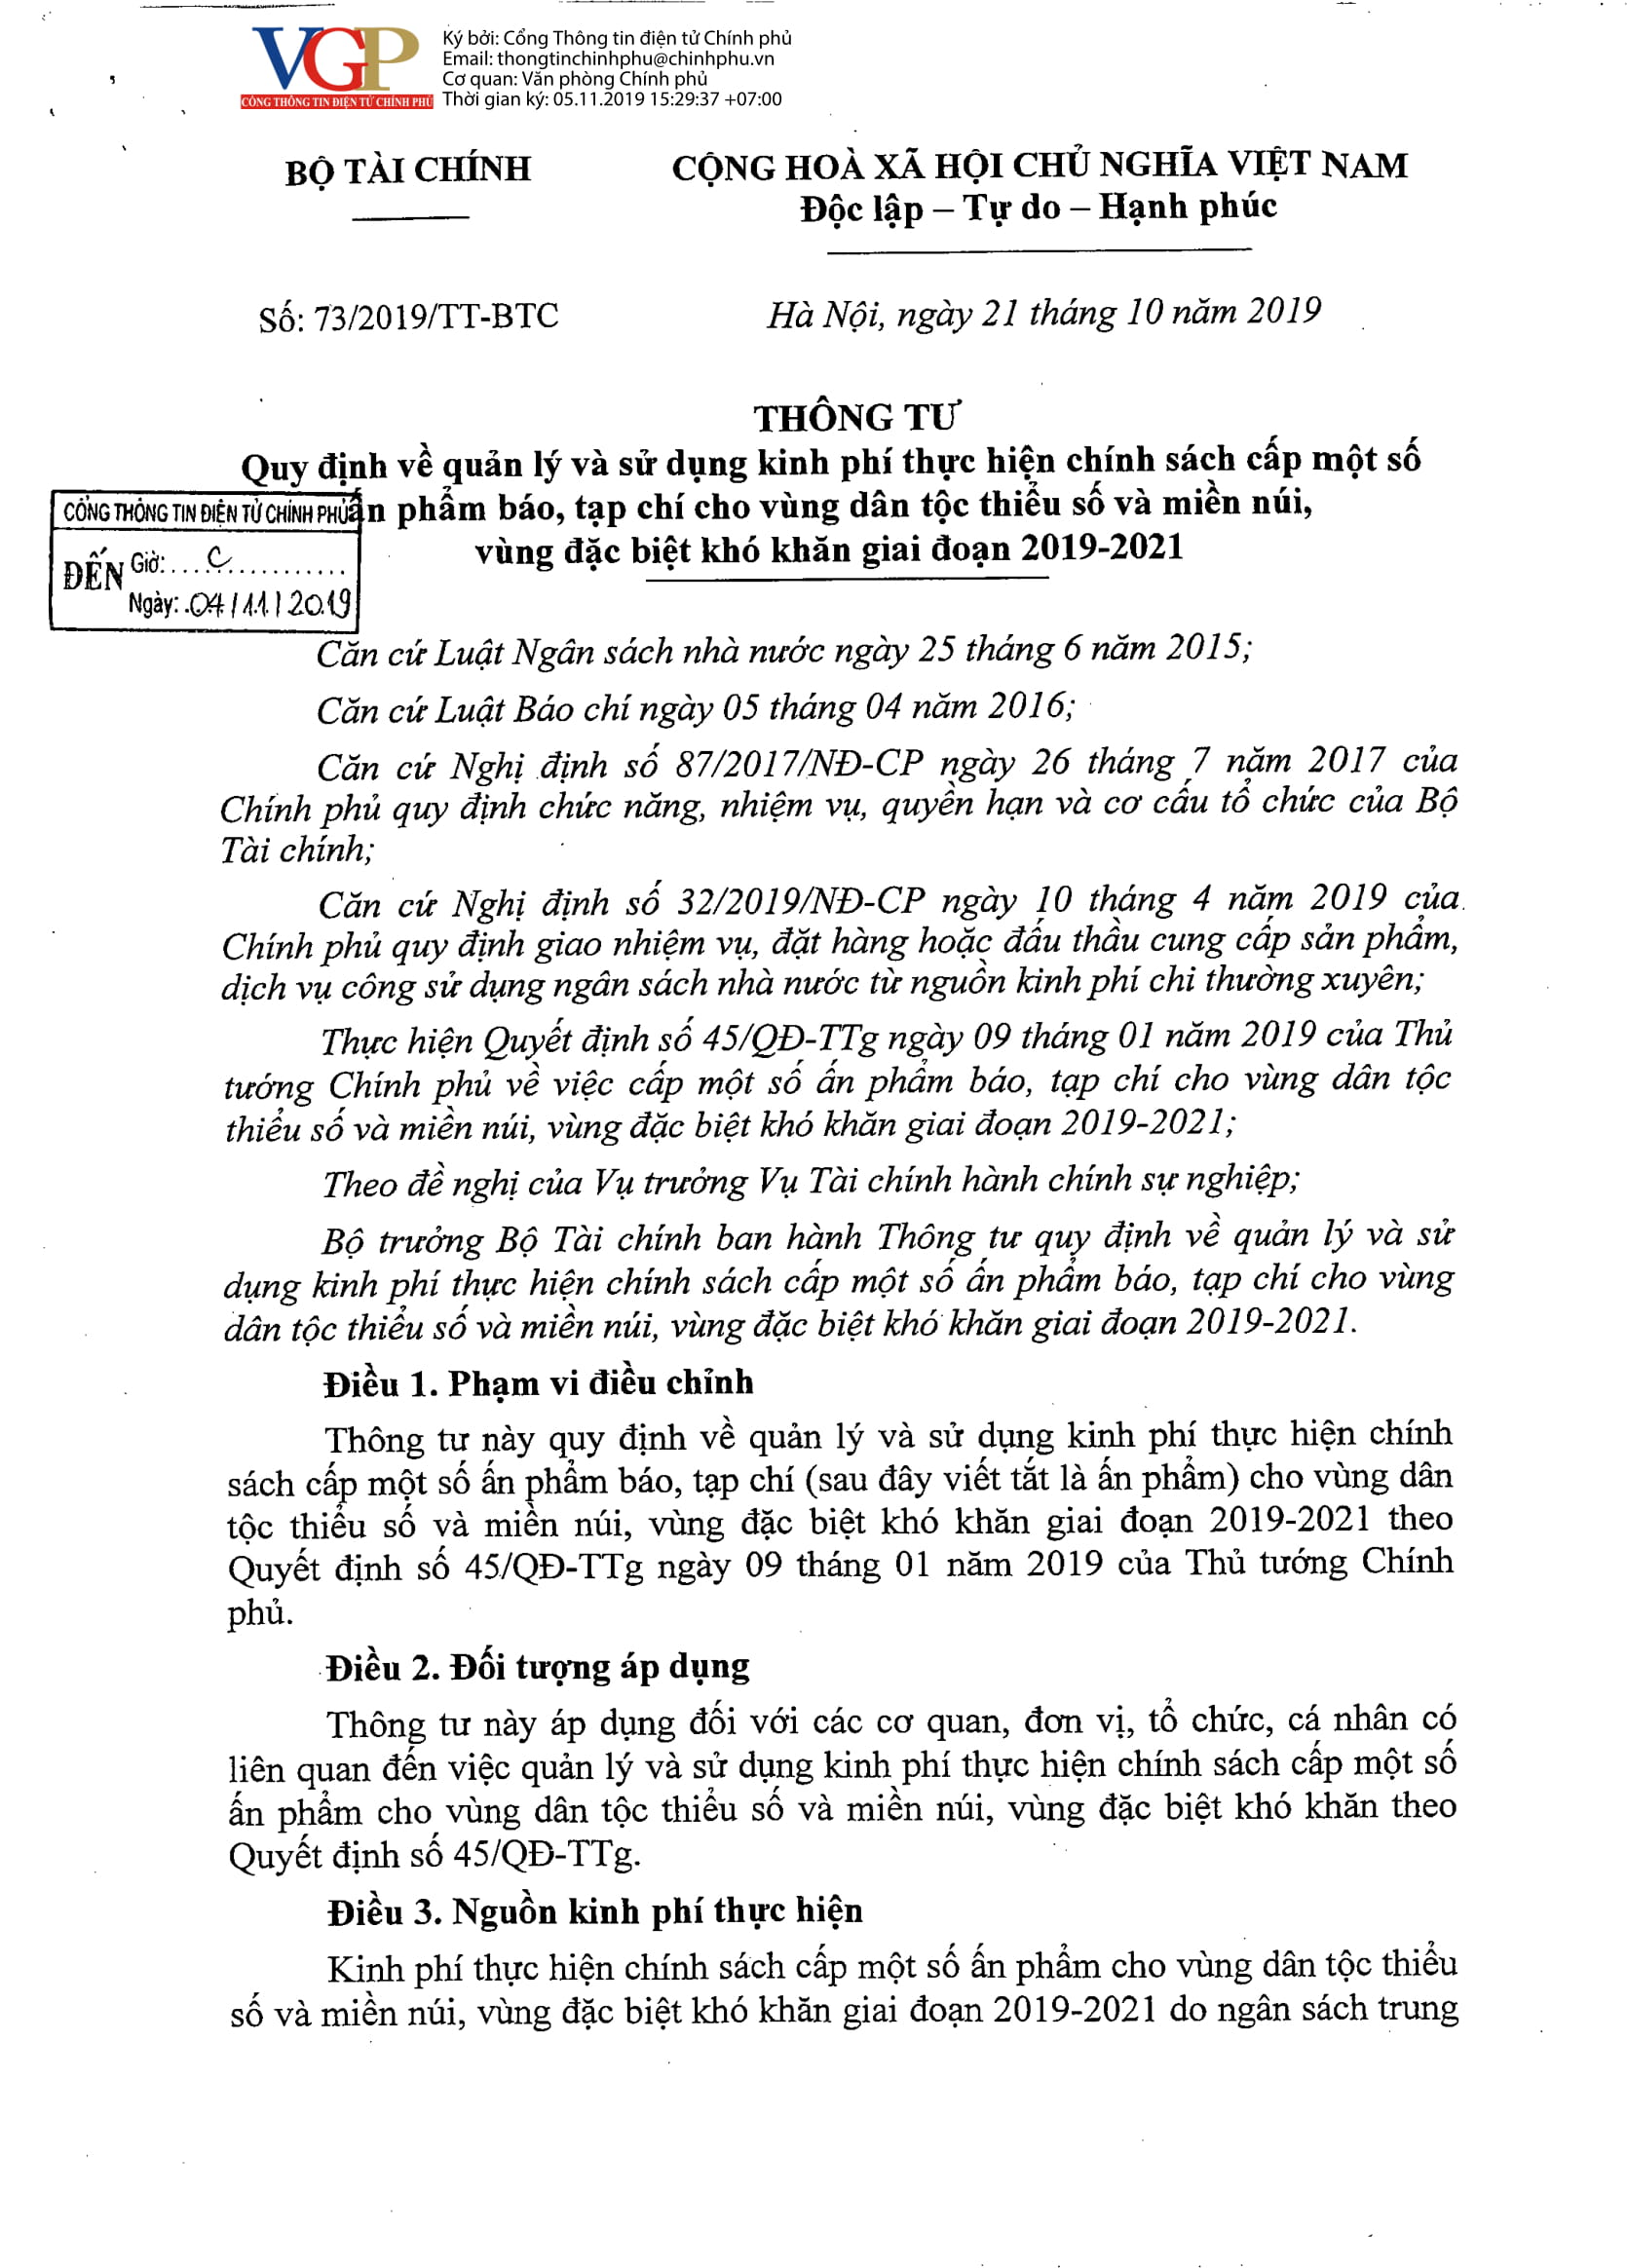 VGP
CỔNG THÔNG TIN ĐIỆN TỬ CHÍNH PHỦ
Ký bởi: Cổng Thông tin điện tử Chính phủ
Email: thongtinchinhphu@chinhphu.vn
Cơ quan: Văn phòng Chính phủ
Thời gian ký: 05.11.2019 15:29:37 +07:00
BỘ TÀI CHÍNH
CỘNG HOÀ XÃ HỘI CHỦ NGHĨA VIỆT NAM
Độc lập – Tự do – Hạnh phúc
Số: 73/2019/TT-BTC
Hà Nội, ngày 21 tháng 10 năm 2019
THÔNG TƯ
Quy định về quản lý và sử dụng kinh phí thực hiện chính sách cấp một số
ấn phẩm báo, tạp chí cho vùng dân tộc thiểu số và miền núi,
vùng đặc biệt khó khăn giai đoạn 2019-2021
CỔNG THÔNG TIN ĐIỆN TỬ CHÍNH PHỦ
ĐẾN Giờ: ....C............
Ngày: .04/11/2019
Căn cứ Luật Ngân sách nhà nước ngày 25 tháng 6 năm 2015;
Căn cứ Luật Báo chí ngày 05 tháng 04 năm 2016;
Căn cứ Nghị định số 87/2017/NĐ-CP ngày 26 tháng 7 năm 2017 của
Chính phủ quy định chức năng, nhiệm vụ, quyền hạn và cơ cấu tổ chức của Bộ
Tài chính;
Căn cứ Nghị định số 32/2019/NĐ-CP ngày 10 tháng 4 năm 2019 của
Chính phủ quy định giao nhiệm vụ, đặt hàng hoặc đấu thầu cung cấp sản phẩm,
dịch vụ công sử dụng ngân sách nhà nước từ nguồn kinh phí chi thường xuyên;
Thực hiện Quyết định số 45/QĐ-TTg ngày 09 tháng 01 năm 2019 của Thủ
tướng Chính phủ về việc cấp một số ấn phẩm báo, tạp chí cho vùng dân tộc
thiểu số và miền núi, vùng đặc biệt khó khăn giai đoạn 2019-2021;
Theo đề nghị của Vụ trưởng Vụ Tài chính hành chính sự nghiệp;
Bộ trưởng Bộ Tài chính ban hành Thông tư quy định về quản lý và sử
dụng kinh phí thực hiện chính sách cấp một số ấn phẩm báo, tạp chí cho vùng
dân tộc thiểu số và miền núi, vùng đặc biệt khó khăn giai đoạn 2019-2021.
Điều 1. Phạm vi điều chỉnh
Thông tư này quy định về quản lý và sử dụng kinh phí thực hiện chính
sách cấp một số ấn phẩm báo, tạp chí (sau đây viết tắt là ấn phẩm) cho vùng dân
tộc thiểu số và miền núi, vùng đặc biệt khó khăn giai đoạn 2019-2021 theo
Quyết định số 45/QĐ-TTg ngày 09 tháng 01 năm 2019 của Thủ tướng Chính
phủ.
Điều 2. Đối tượng áp dụng
Thông tư này áp dụng đối với các cơ quan, đơn vị, tổ chức, cá nhân có
liên quan đến việc quản lý và sử dụng kinh phí thực hiện chính sách cấp một số
ấn phẩm cho vùng dân tộc thiểu số và miền núi, vùng đặc biệt khó khăn theo
Quyết định số 45/QĐ-TTg.
Điều 3. Nguồn kinh phí thực hiện
Kinh phí thực hiện chính sách cấp một số ấn phẩm cho vùng dân tộc thiểu
số và miền núi, vùng đặc biệt khó khăn giai đoạn 2019-2021 do ngân sách trung